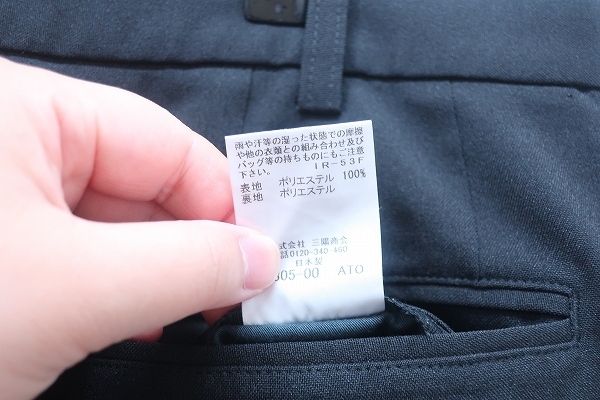 雨や汗等の湿った状態での摩擦
や他の衣類との組み合わせ及び
バッグ等の持ちものにもご注意
下さい。 IR-53F
表地 ポリエステル 100%
裏地 ポリエステル
式会社 三陽商会
話0120-340-460
日本製
05-00 ATO